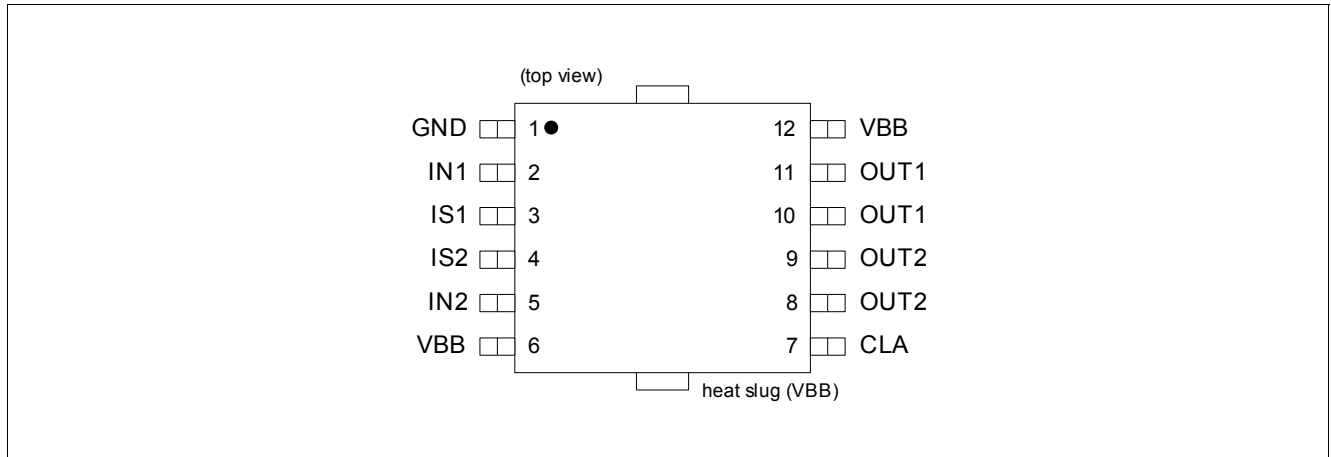 (top view)
GND 1 12 VBB
IN1 2 11 OUT1
IS1 3 10 OUT1
IS2 4 9 OUT2
IN2 5 8 OUT2
VBB 6 7 CLA
heat slug (VBB)